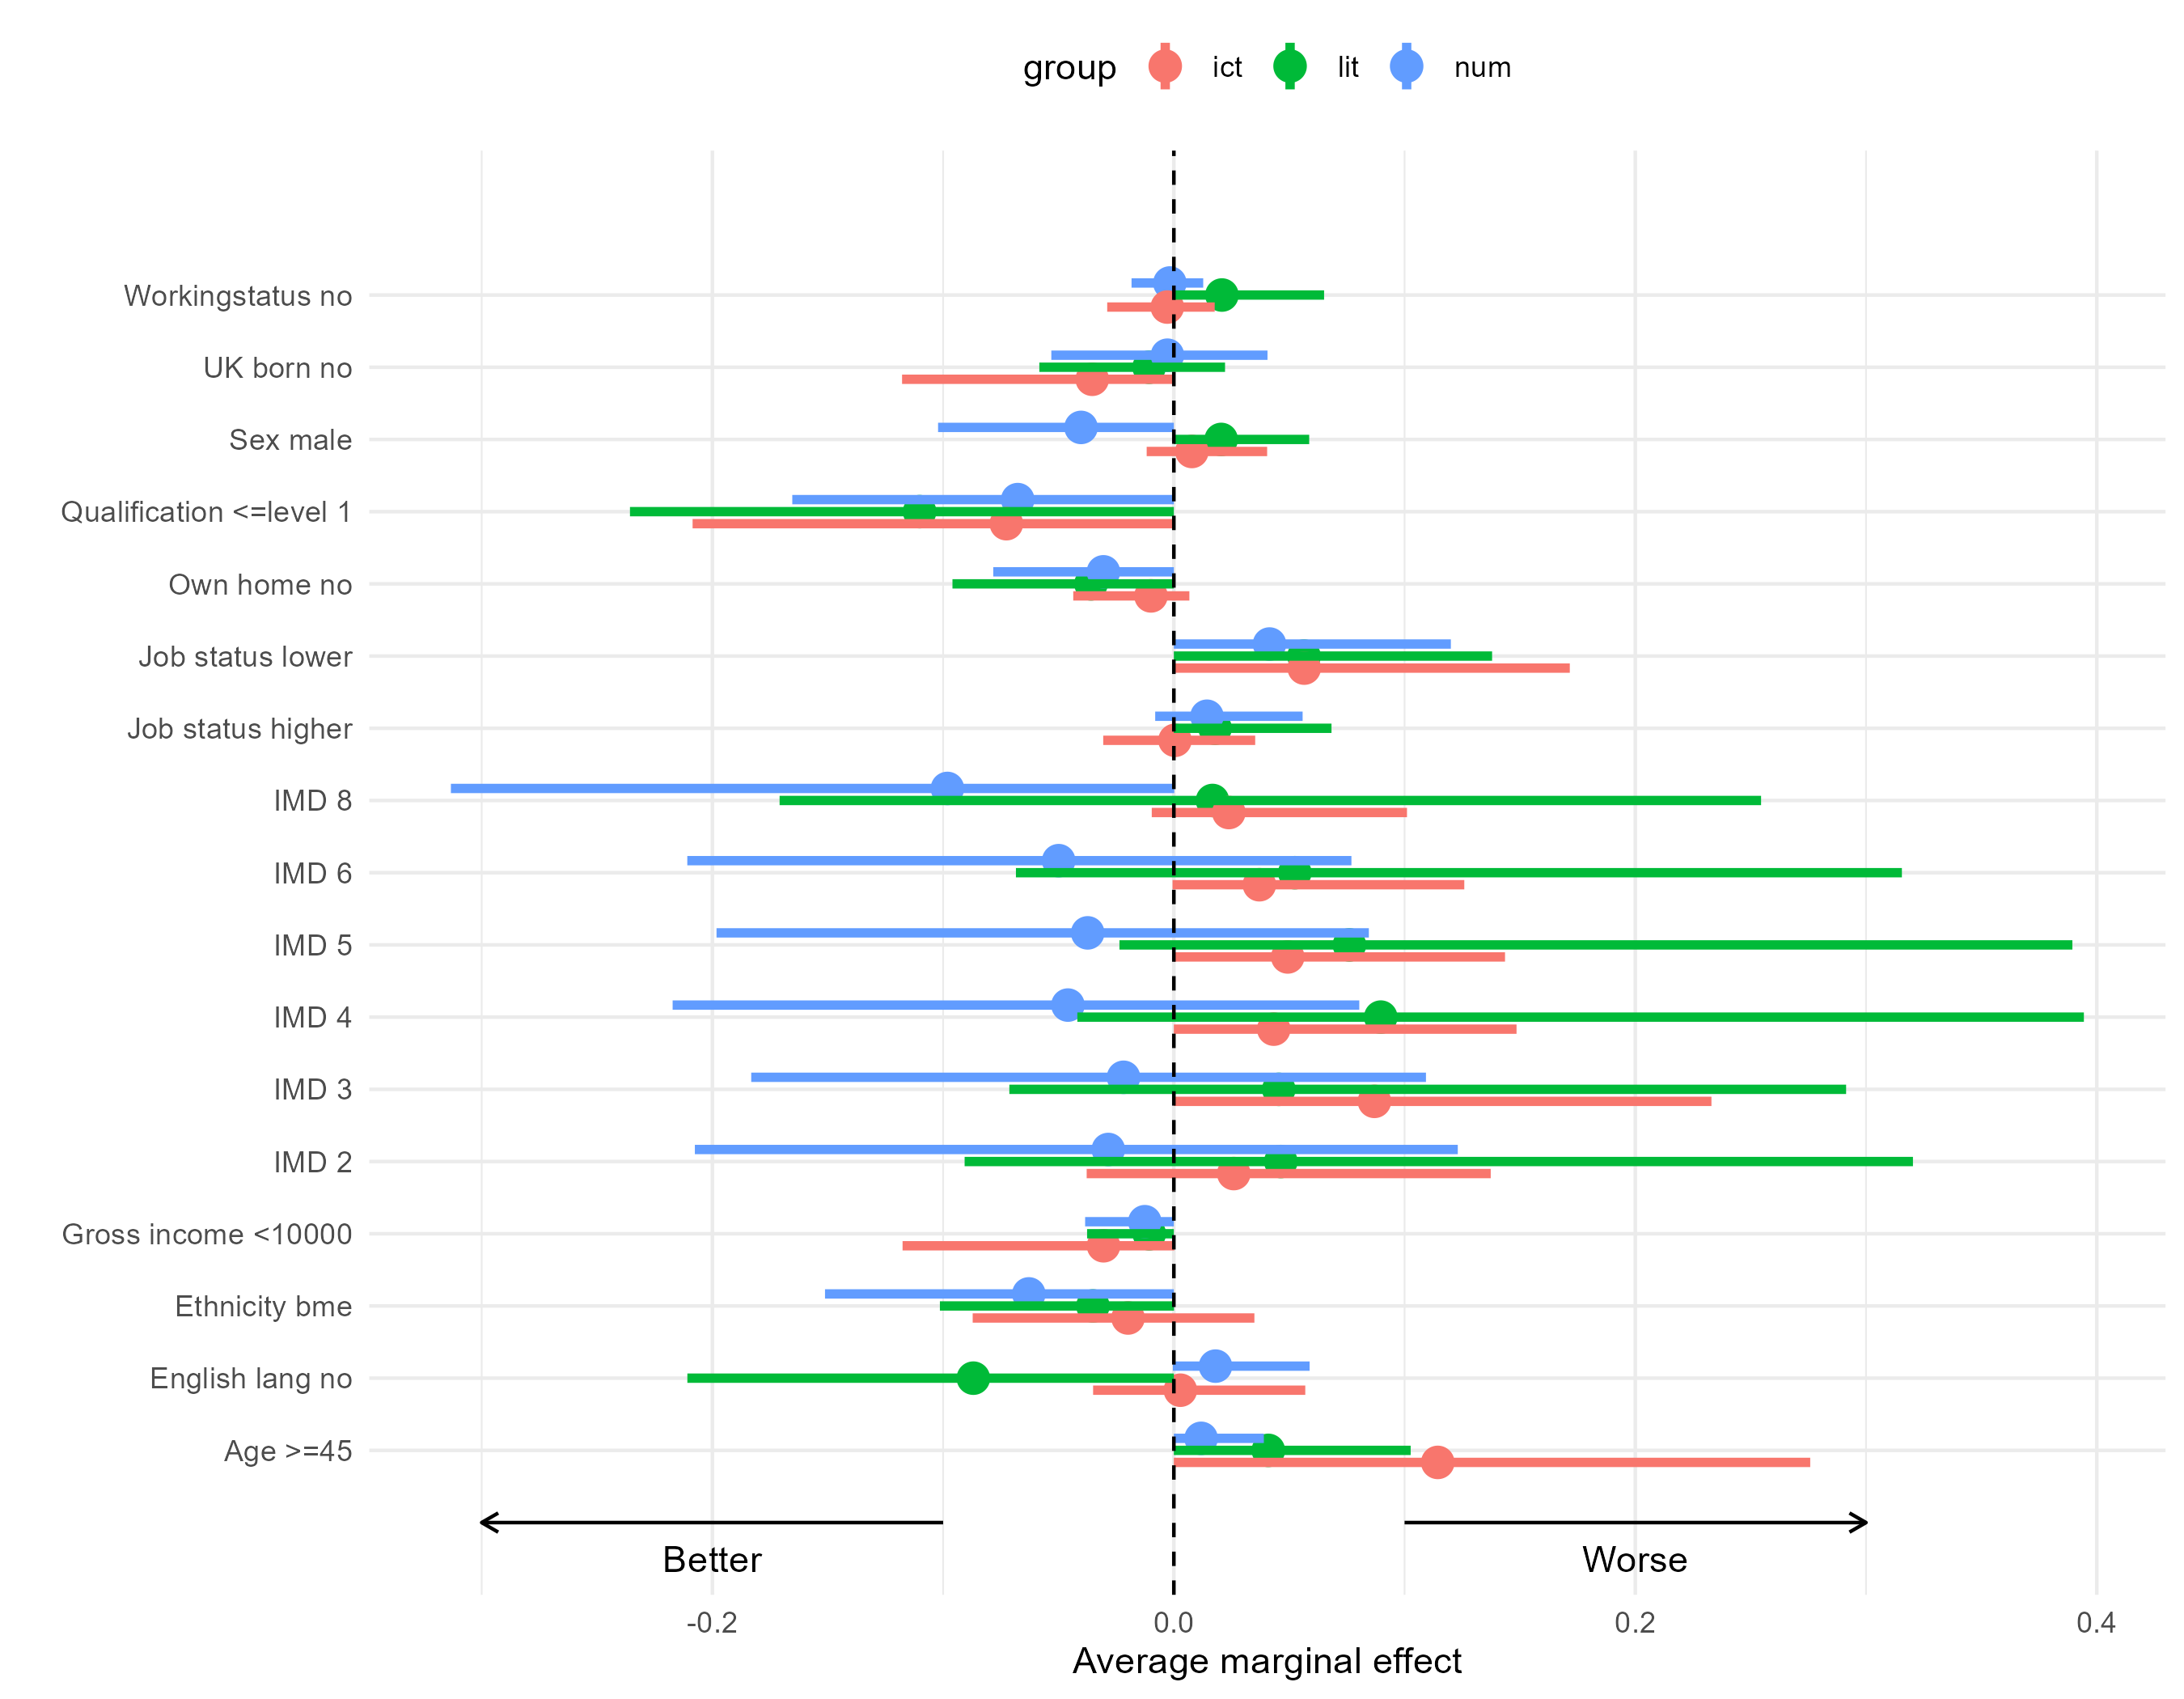 group ict lit num
Workingstatus no
UK born no
Sex male
Qualification <=level 1
Own home no
Job status lower
Job status higher
IMD 8
IMD 6
IMD 5
IMD 4
IMD 3
IMD 2
Gross income <10000
Ethnicity bme
English lang no
Age >=45
Better Worse
-0.2 0.0 0.2 0.4
Average marginal effect